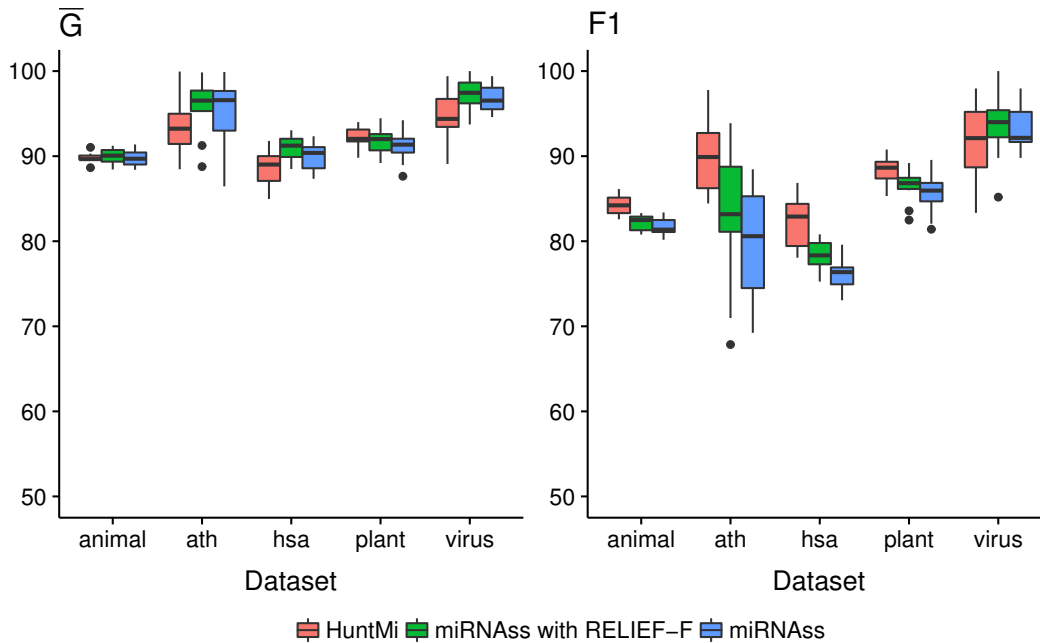 G
F1
100
90
80
70
60
50
animal ath hsa plant virus
Dataset
100
90
80
70
60
50
animal ath hsa plant virus
Dataset
HuntMi miRNAss with RELIEF-F miRNAss